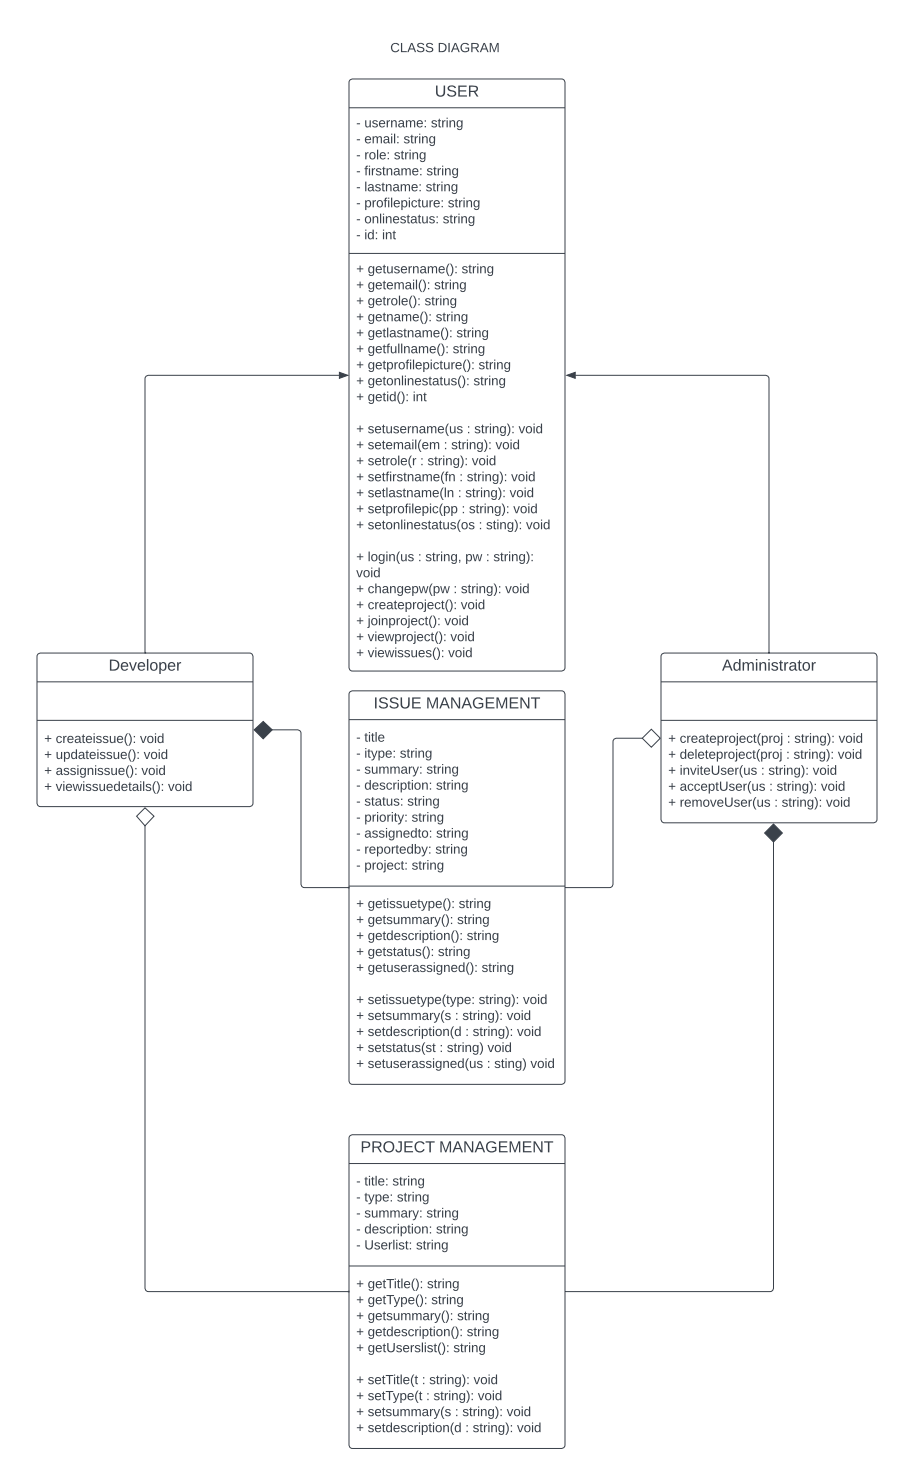 CLASS DIAGRAM
USER
- username: string
- email: string
- role: string
- firstname: string
- lastname: string
- profilepicture: string
- onlinestatus: string
- id: int
+ getusername(): string
+ getemail(): string
+ getrole(): string
+ getname(): string
+ getlastname(): string
+ getfullname(): string
+ getprofilepicture(): string
+ getonlinestatus(): string
+ getid(): int
+ setusername(us : string): void
+ setemail(em : string): void
+ setrole(r : string): void
+ setfirstname(fn : string): void
+ setlastname(ln : string): void
+ setprofilepic(pp : string): void
+ setonlinestatus(os : sting): void
+ login(us : string, pw : string):
void
+ changepw(pw : string): void
+ createproject(): void
+ joinproject(): void
+ viewproject(): void
+ viewissues(): void
Developer
+ createissue(): void
+ updateissue(): void
+ assignissue(): void
+ viewissuedetails(): void
Administrator
+ createproject(proj : string): void
+ deleteproject(proj : string): void
+ inviteUser(us : string): void
+ acceptUser(us : string): void
+ removeUser(us : string): void
ISSUE MANAGEMENT
- title
- itype: string
- summary: string
- description: string
- status: string
- priority: string
- assignedto: string
- reportedby: string
- project: string
+ getissuetype(): string
+ getsummary(): string
+ getdescription(): string
+ getstatus(): string
+ getuserassigned(): string
+ setissuetype(type: string): void
+ setsummary(s : string): void
+ setdescription(d : string): void
+ setstatus(st : string) void
+ setuserassigned(us : sting) void
PROJECT MANAGEMENT
- title: string
- type: string
- summary: string
- description: string
- Userlist: string
+ getTitle(): string
+ getType(): string
+ getsummary(): string
+ getdescription(): string
+ getUserslist(): string
+ setTitle(t : string): void
+ setType(t : string): void
+ setsummary(s : string): void
+ setdescription(d : string): void